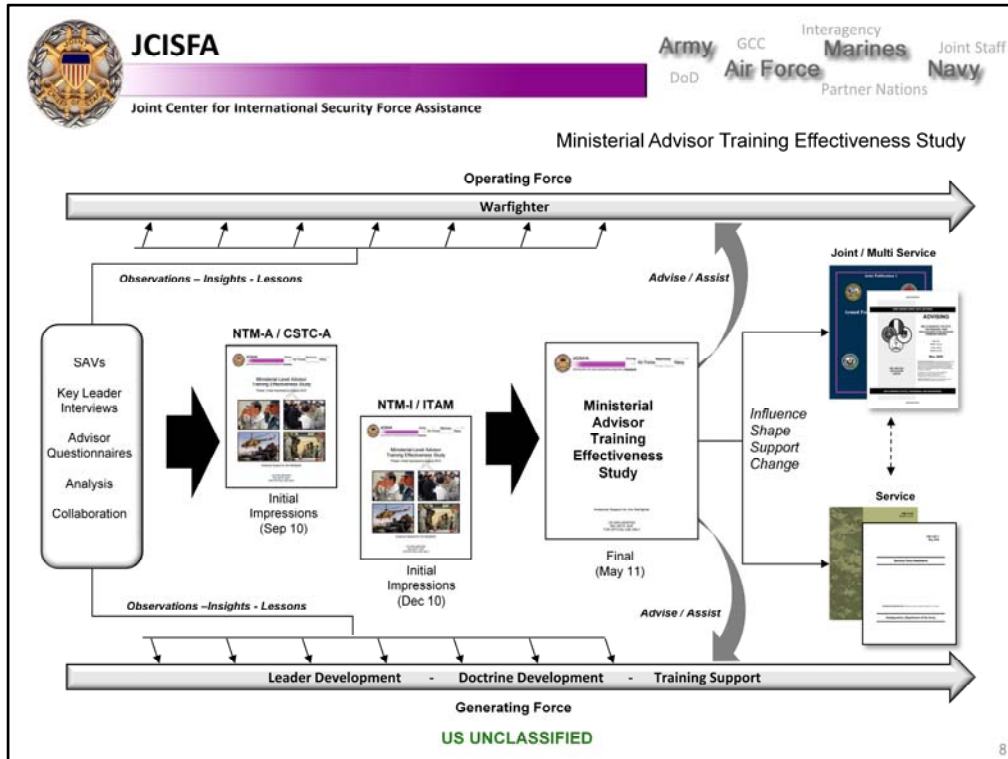 JCISFA
Joint Center for International Security Force Assistance
Interagency
Army GCC Marines Joint Staff
DoD Air Force Navy
Partner Nations
Ministerial Advisor Training Effectiveness Study
Operating Force
Warfighter
Observations – Insights - Lessons
Advise / Assist
SAVs
Key Leader
Interviews
Advisor
Questionnaires
Analysis
Collaboration
NTM-A / CSTC-A
Ministerial-Level Advisor
Training Effectiveness Study
Initial
Impressions
(Sep 10)
NTM-I / ITAM
Ministerial-Level Advisor
Training Effectiveness Study
Initial
Impressions
(Dec 10)
Ministerial
Advisor
Training
Effectiveness
Study
Final
(May 11)
Influence
Shape
Support
Change
Joint / Multi Service
ADVISING
Service
Observations –Insights - Lessons
Advise / Assist
Leader Development - Doctrine Development - Training Support
Generating Force
US UNCLASSIFIED
8